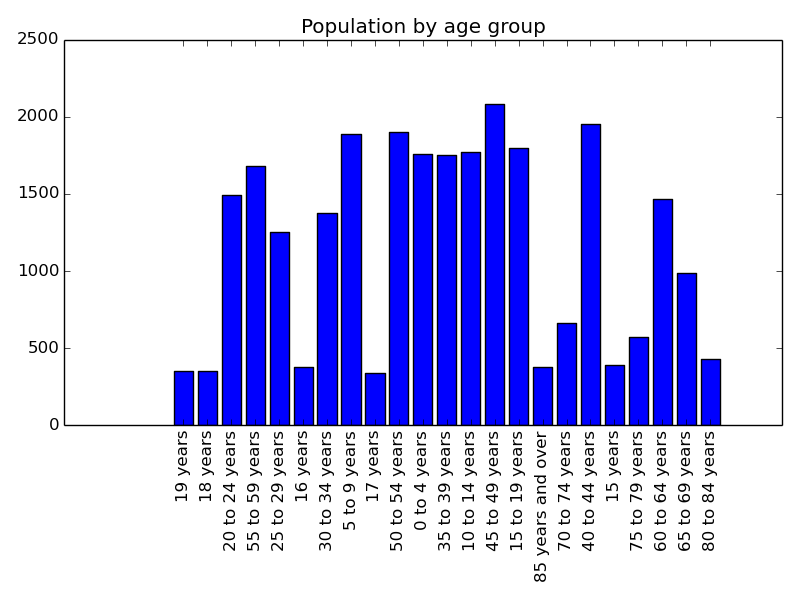 Population by age group
2500
2000
1500
1000
500
0
19 years
18 years
20 to 24 years
55 to 59 years
25 to 29 years
16 years
30 to 34 years
5 to 9 years
17 years
50 to 54 years
0 to 4 years
35 to 39 years
10 to 14 years
45 to 49 years
15 to 19 years
85 years and over
70 to 74 years
40 to 44 years
15 years
75 to 79 years
60 to 64 years
65 to 69 years
80 to 84 years